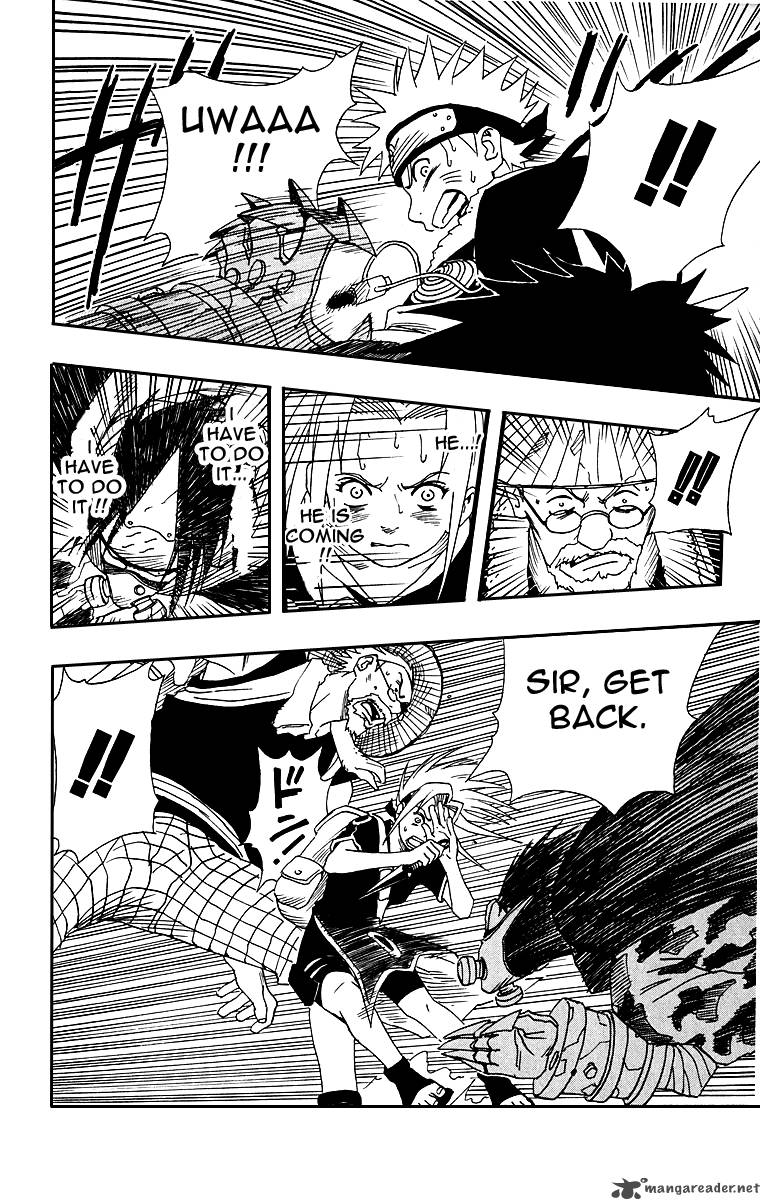 !!
UWAAA
!!!
!!
HE...!
HE IS
COMING
!!
I
HAVE
TO DO
IT...
I
HAVE
TO DO
IT!!
SIR, GET
BACK.
ドン
!!
mangareader.net